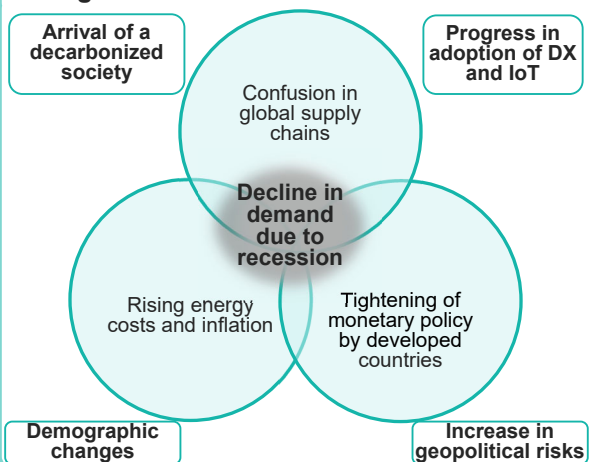 Arrival of a
decarbonized
society
Progress in
adoption of DX
and IoT
Confusion in
global supply
chains
Decline in
demand
due to
recession
Rising energy
costs and inflation
Tightening of
monetary policy
by developed
countries
Demographic
changes
Increase in
geopolitical risks